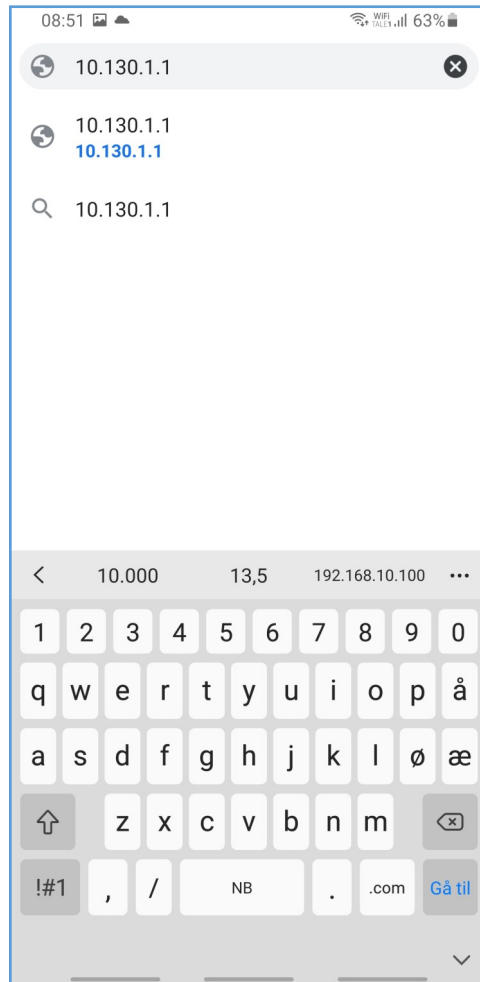 08:51 WiFi TALE1 63%
10.130.1.1
10.130.1.1
10.130.1.1
10.130.1.1
10.000 13,5 192.168.10.100
1 2 3 4 5 6 7 8 9 0
q w e r t y u i o p å
a s d f g h j k l ø æ
z x c v b n m
!#1 , / NB . .com Gå til